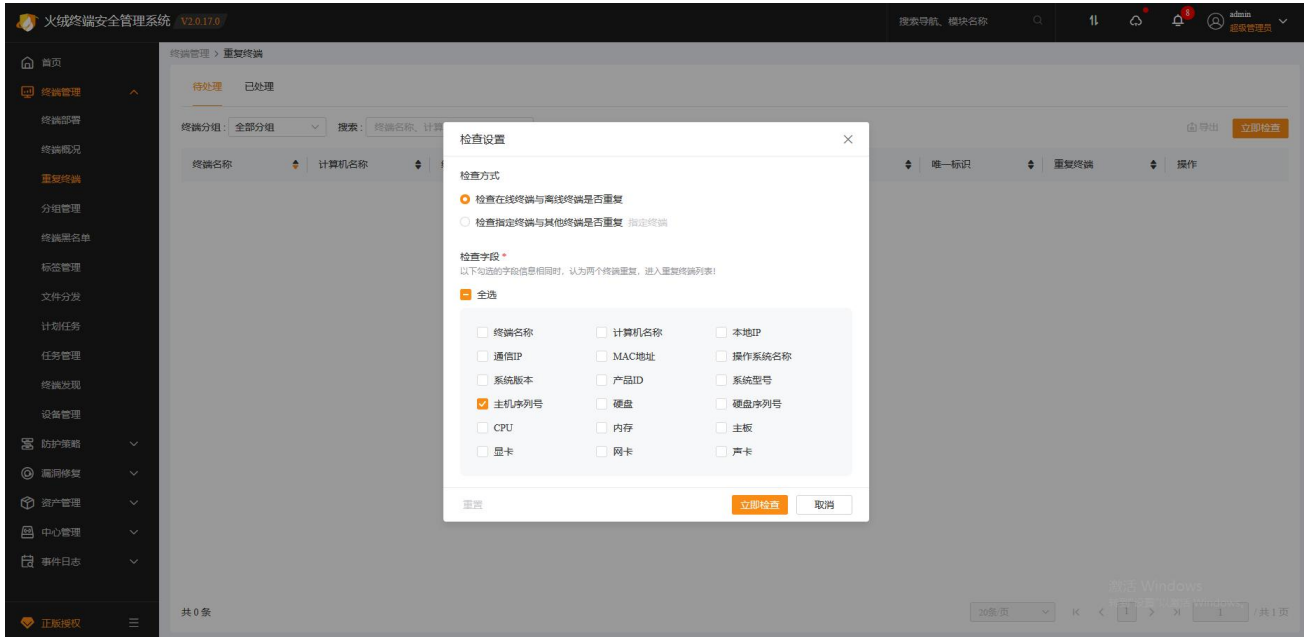 火绒终端安全管理系统 V2.0.17.0
搜索导航、模块名称
8
admin
超级管理员
首页
终端管理
终端部署
终端概况
重复终端
分组管理
终端黑名单
标签管理
文件分发
计划任务
任务管理
终端发现
设备管理
防护策略
漏洞修复
资产管理
中心管理
事件日志
正版授权
终端管理 > 重复终端
待处理 已处理
终端分组: 全部分组 搜索: 终端名称、计算
导出 立即检查
终端名称 计算机名称 唯一标识 重复终端 操作
检查设置
检查方式
检查在线终端与离线终端是否重复
检查指定终端与其他终端是否重复 指定终端
检查字段 *
以下勾选的字段信息相同时，认为两个终端重复，进入重复终端列表!
全选
终端名称 计算机名称 本地IP
通信IP MAC地址 操作系统名称
系统版本 产品ID 系统型号
主机序列号 硬盘 硬盘序列号
CPU 内存 主板
显卡 网卡 声卡
重置 立即检查 取消
激活 Windows
共 0 条 20条/页 1 1 / 共 1 页